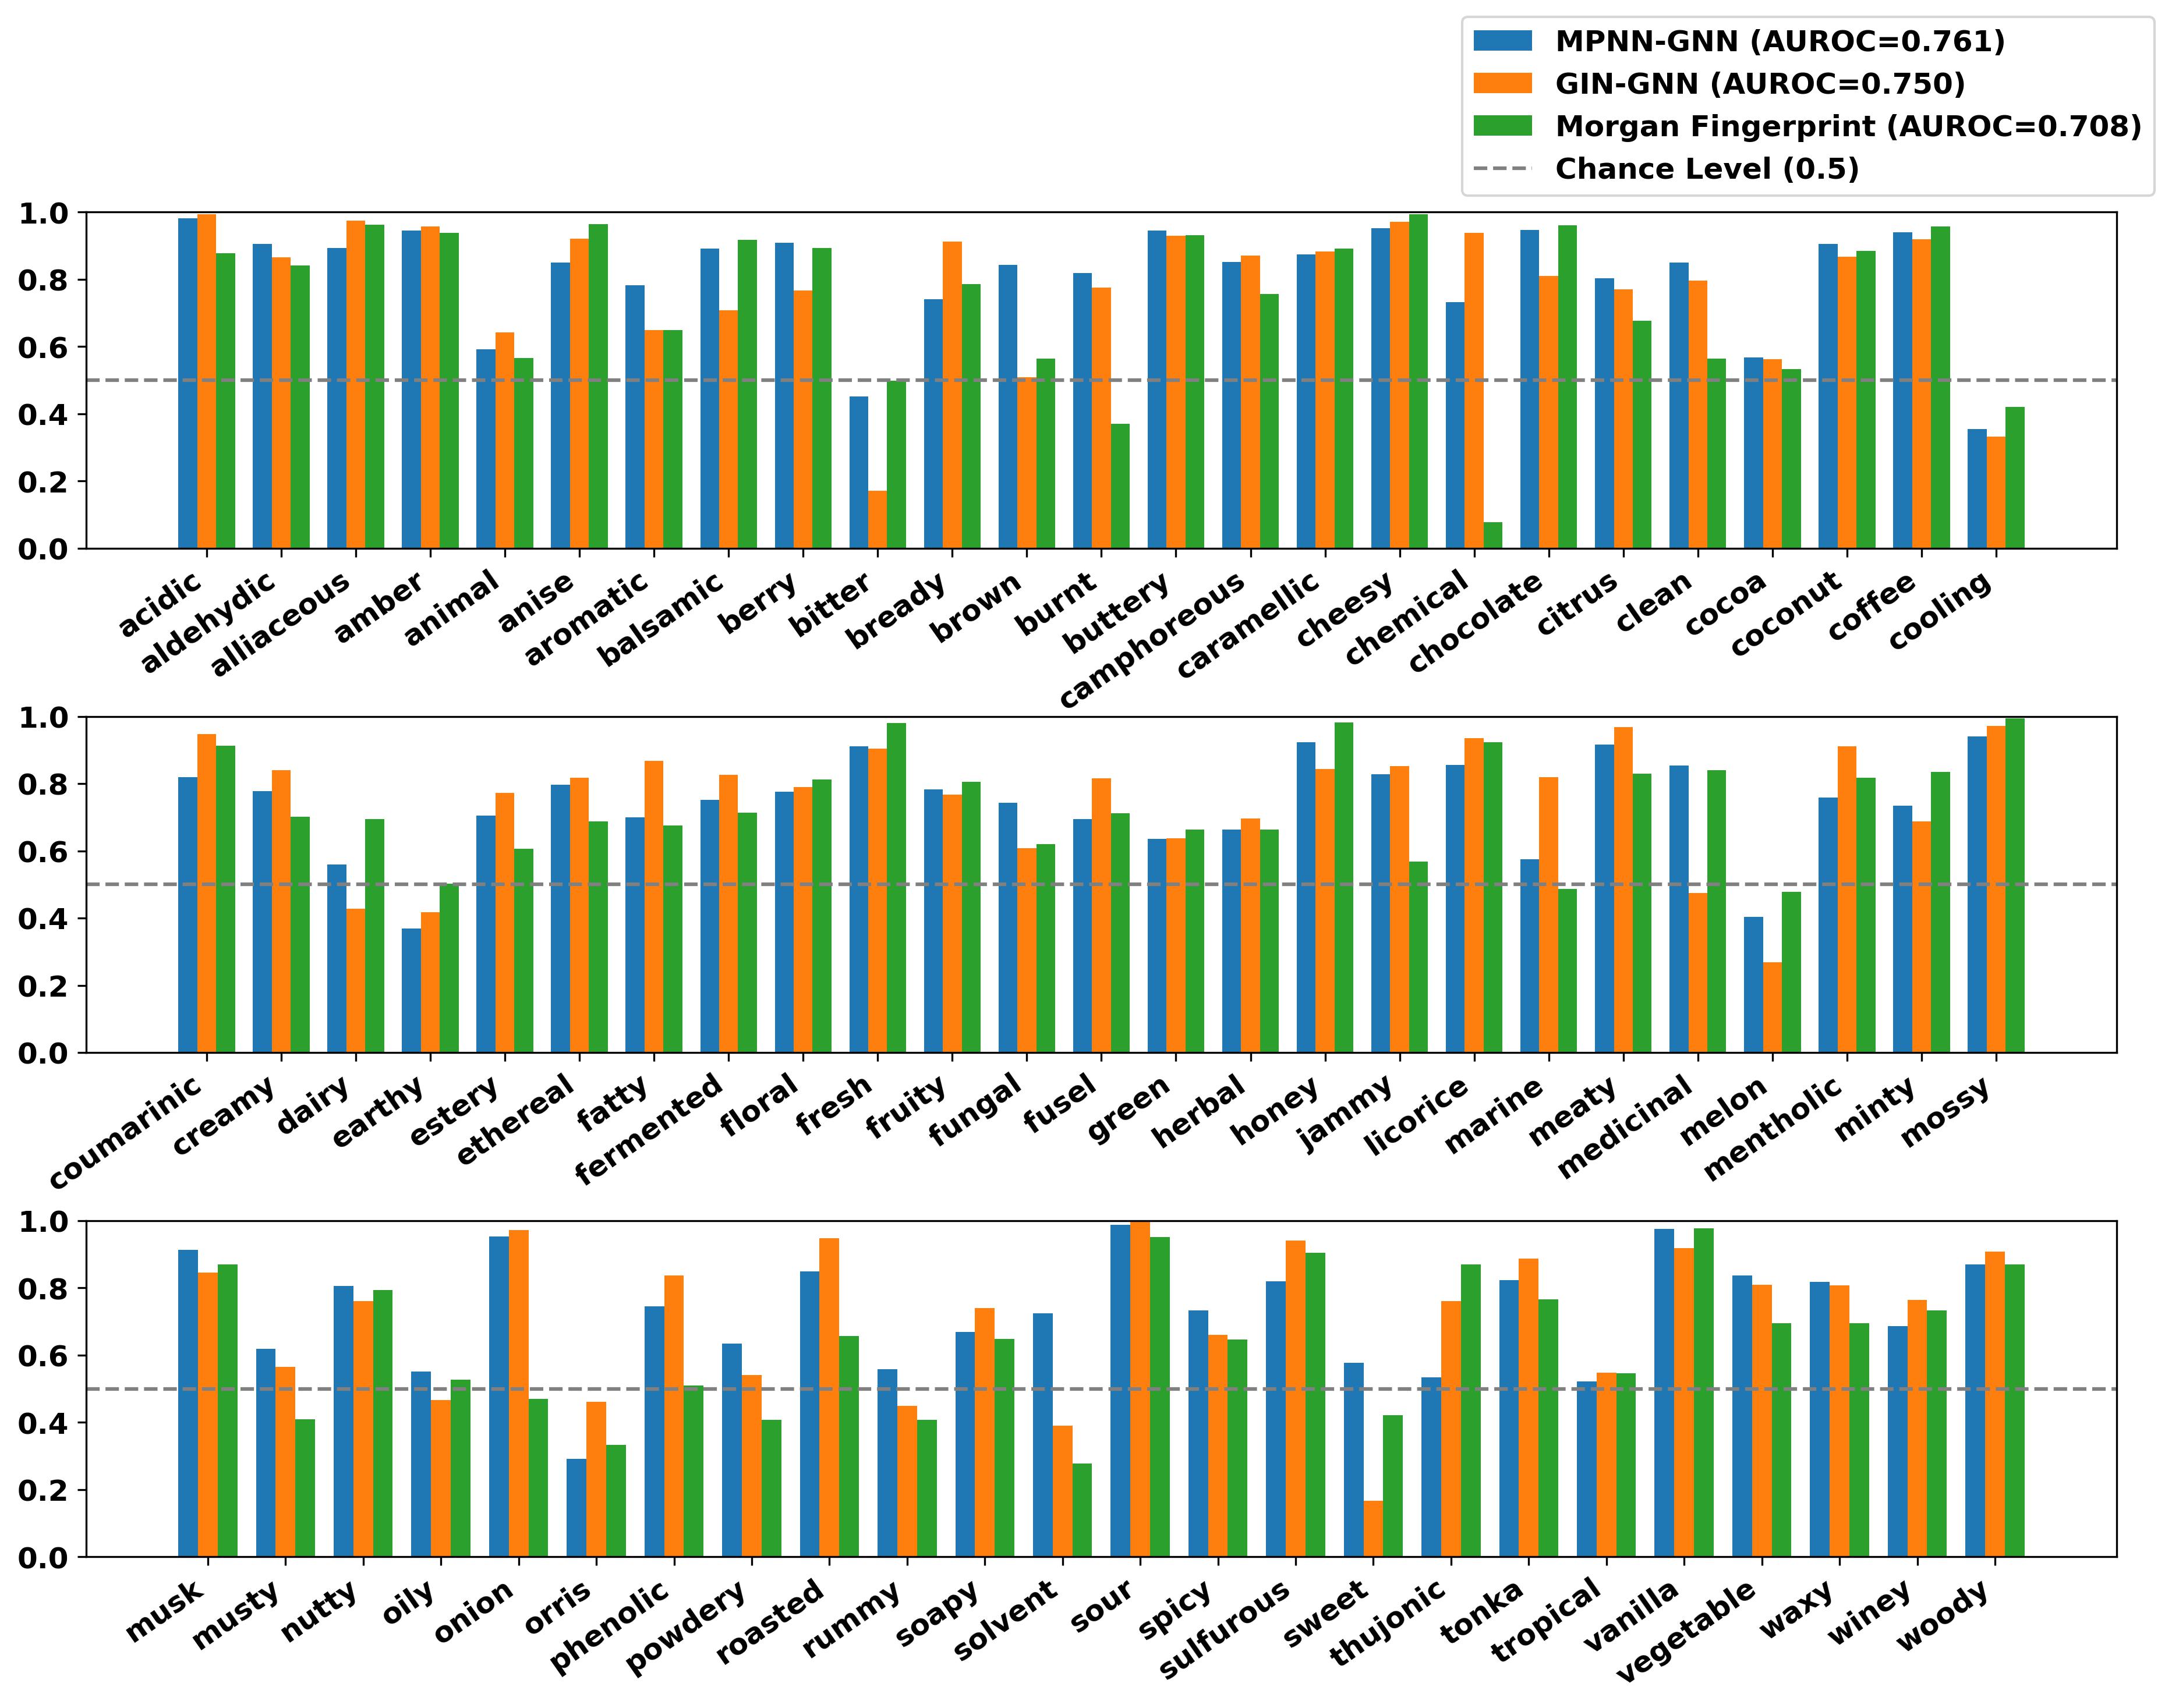 MPNN-GNN (AUROC=0.761)
GIN-GNN (AUROC=0.750)
Morgan Fingerprint (AUROC=0.708)
Chance Level (0.5)
1.0
0.8
0.6
0.4
0.2
0.0
acidic
aldehydic
alliaceous
amber
animal
anise
aromatic
balsamic
berry
bitter
bready
brown
burnt
buttery
camphoreous
caramellic
cheesy
chemical
chocolate
citrus
clean
cocoa
coconut
coffee
cooling
1.0
0.8
0.6
0.4
0.2
0.0
coumarinic
creamy
dairy
earthy
estery
ethereal
fatty
fermented
floral
fresh
fruity
fungal
fusel
green
herbal
honey
jammy
licorice
marine
meaty
medicinal
melon
mentholic
minty
mossy
1.0
0.8
0.6
0.4
0.2
0.0
musk
musty
nutty
oily
onion
orris
phenolic
powdery
roasted
rummy
soapy
solvent
sour
spicy
sulfurous
sweet
thujonic
tonka
tropical
vanilla
vegetable
waxy
winey
woody